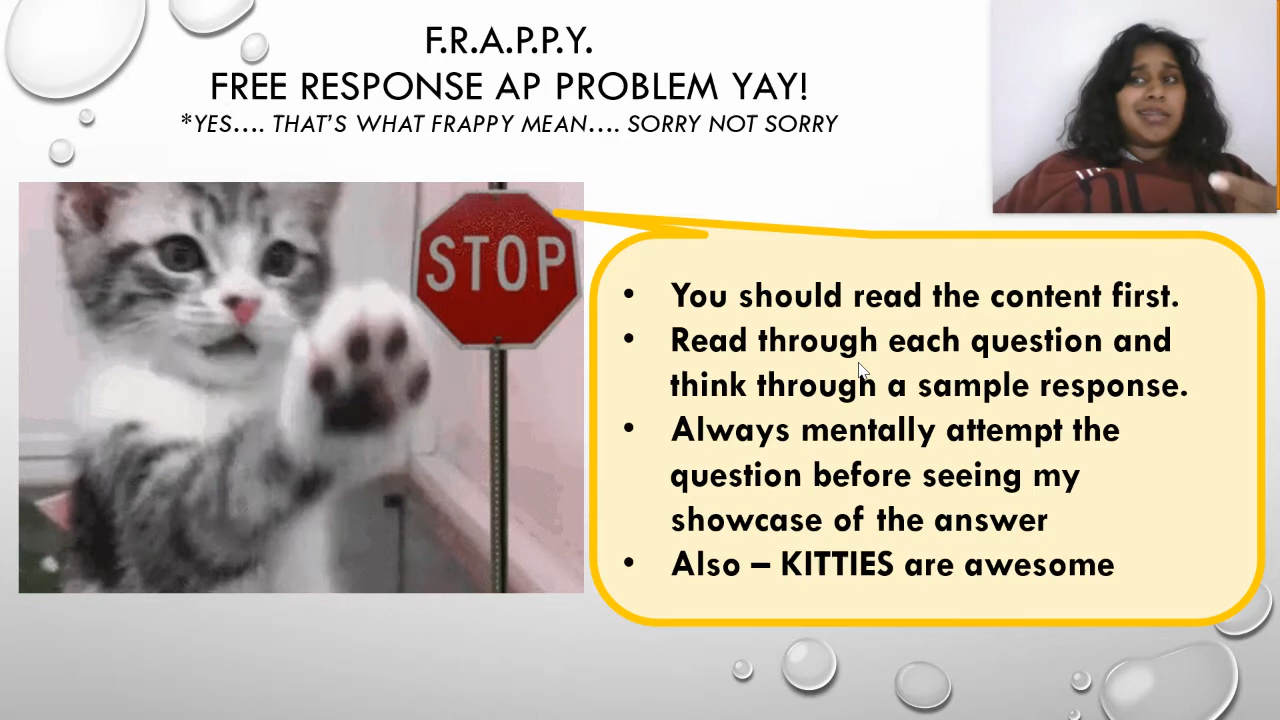 F.R.A.P.P.Y.
FREE RESPONSE AP PROBLEM YAY!
*YES.... THAT'S WHAT FRAPPY MEAN.... SORRY NOT SORRY
STOP
• You should read the content first.
• Read through each question and
think through a sample response.
• Always mentally attempt the
question before seeing my
showcase of the answer
• Also – KITTIES are awesome